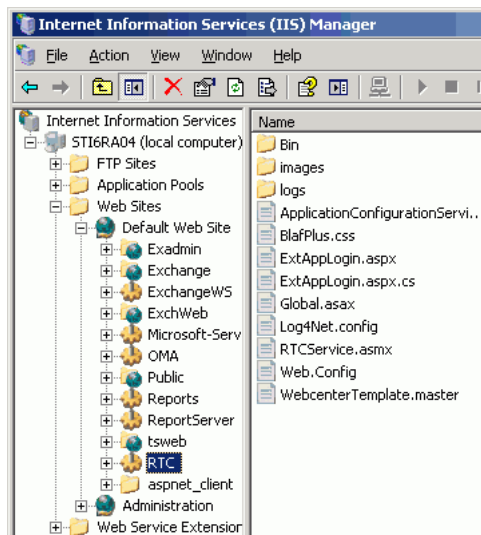 Internet Information Services (IIS) Manager
File Action View Window Help
Internet Information Services
STI6RA04 (local computer)
FTP Sites
Application Pools
Web Sites
Default Web Site
Exadmin
Exchange
ExchangeWS
ExchWeb
Microsoft-Serv
OMA
Public
Reports
ReportServer
tsweb
RTC
aspnet_client
Administration
Web Service Extension
Name
Bin
images
logs
ApplicationConfigurationServi...
BlafPlus.css
ExtAppLogin.aspx
ExtAppLogin.aspx.cs
Global.asax
Log4Net.config
RTCService.asmx
Web.Config
WebcenterTemplate.master